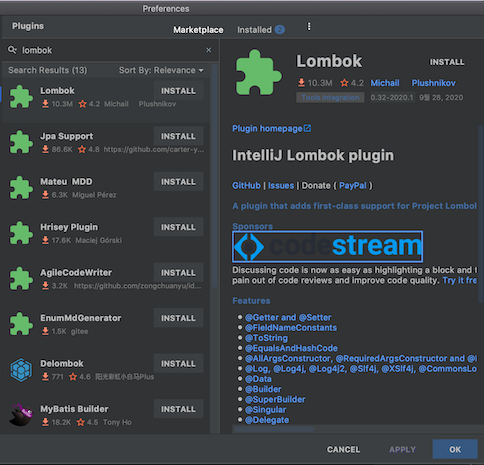 Preferences
Plugins
Marketplace
Installed 2
lombok
Search Results (13)
Sort By: Relevance
Lombok
10.3M 4.2 Michail Plushnikov
INSTALL
Jpa Support
86.6K 4.8 https://github.com/carter-y...
INSTALL
Mateu MDD
6.3K Miguel Pérez
INSTALL
Hrisey Plugin
17.6K Maciej Górski
INSTALL
AgileCodeWriter
3.2K https://github.com/zongchuanyu/id...
INSTALL
EnumMdGenerator
1.5K gitee
INSTALL
Delombok
771 4.6 阳光彩虹小白马Plus
INSTALL
MyBatis Builder
18.2K 4.5 Tony Ho
INSTALL
Lombok
INSTALL
10.3M 4.2 Michail Plushnikov
Tools integration 0.32-2020.1 9월 28, 2020
Plugin homepage
IntelliJ Lombok plugin
GitHub | Issues | Donate ( PayPal )
A plugin that adds first-class support for Project Lombok
Sponsors
codestream
Discussing code is now as easy as highlighting a block and t
pain out of code reviews and improve code quality. Try it fre
Features
@Getter and @Setter
@FieldNameConstants
@ToString
@EqualsAndHashCode
@AllArgsConstructor, @RequiredArgsConstructor and @
@Log, @Log4j, @Log4j2, @Slf4j, @XSlf4j, @CommonsLo
@Data
@Builder
@SuperBuilder
@Singular
@Delegate
CANCEL
APPLY
OK